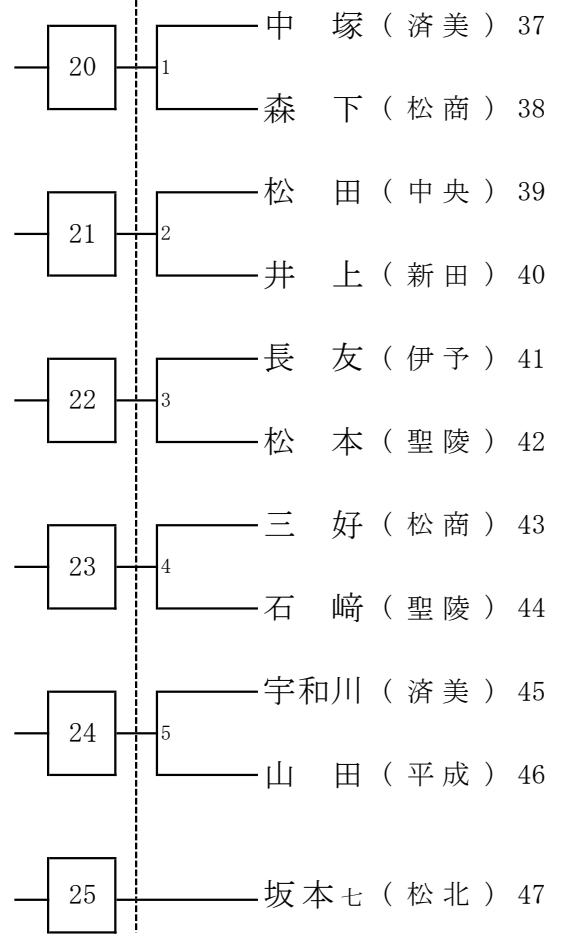 中 塚 ( 済 美 ) 37
20 1
森 下 ( 松 商 ) 38
松 田 ( 中 央 ) 39
21 2
井 上 ( 新 田 ) 40
長 友 ( 伊 予 ) 41
22 3
松 本 ( 聖 陵 ) 42
三 好 ( 松 商 ) 43
23 4
石 﨑 ( 聖 陵 ) 44
宇和川 ( 済 美 ) 45
24 5
山 田 ( 平 成 ) 46
25 坂 本 七 ( 松 北 ) 47